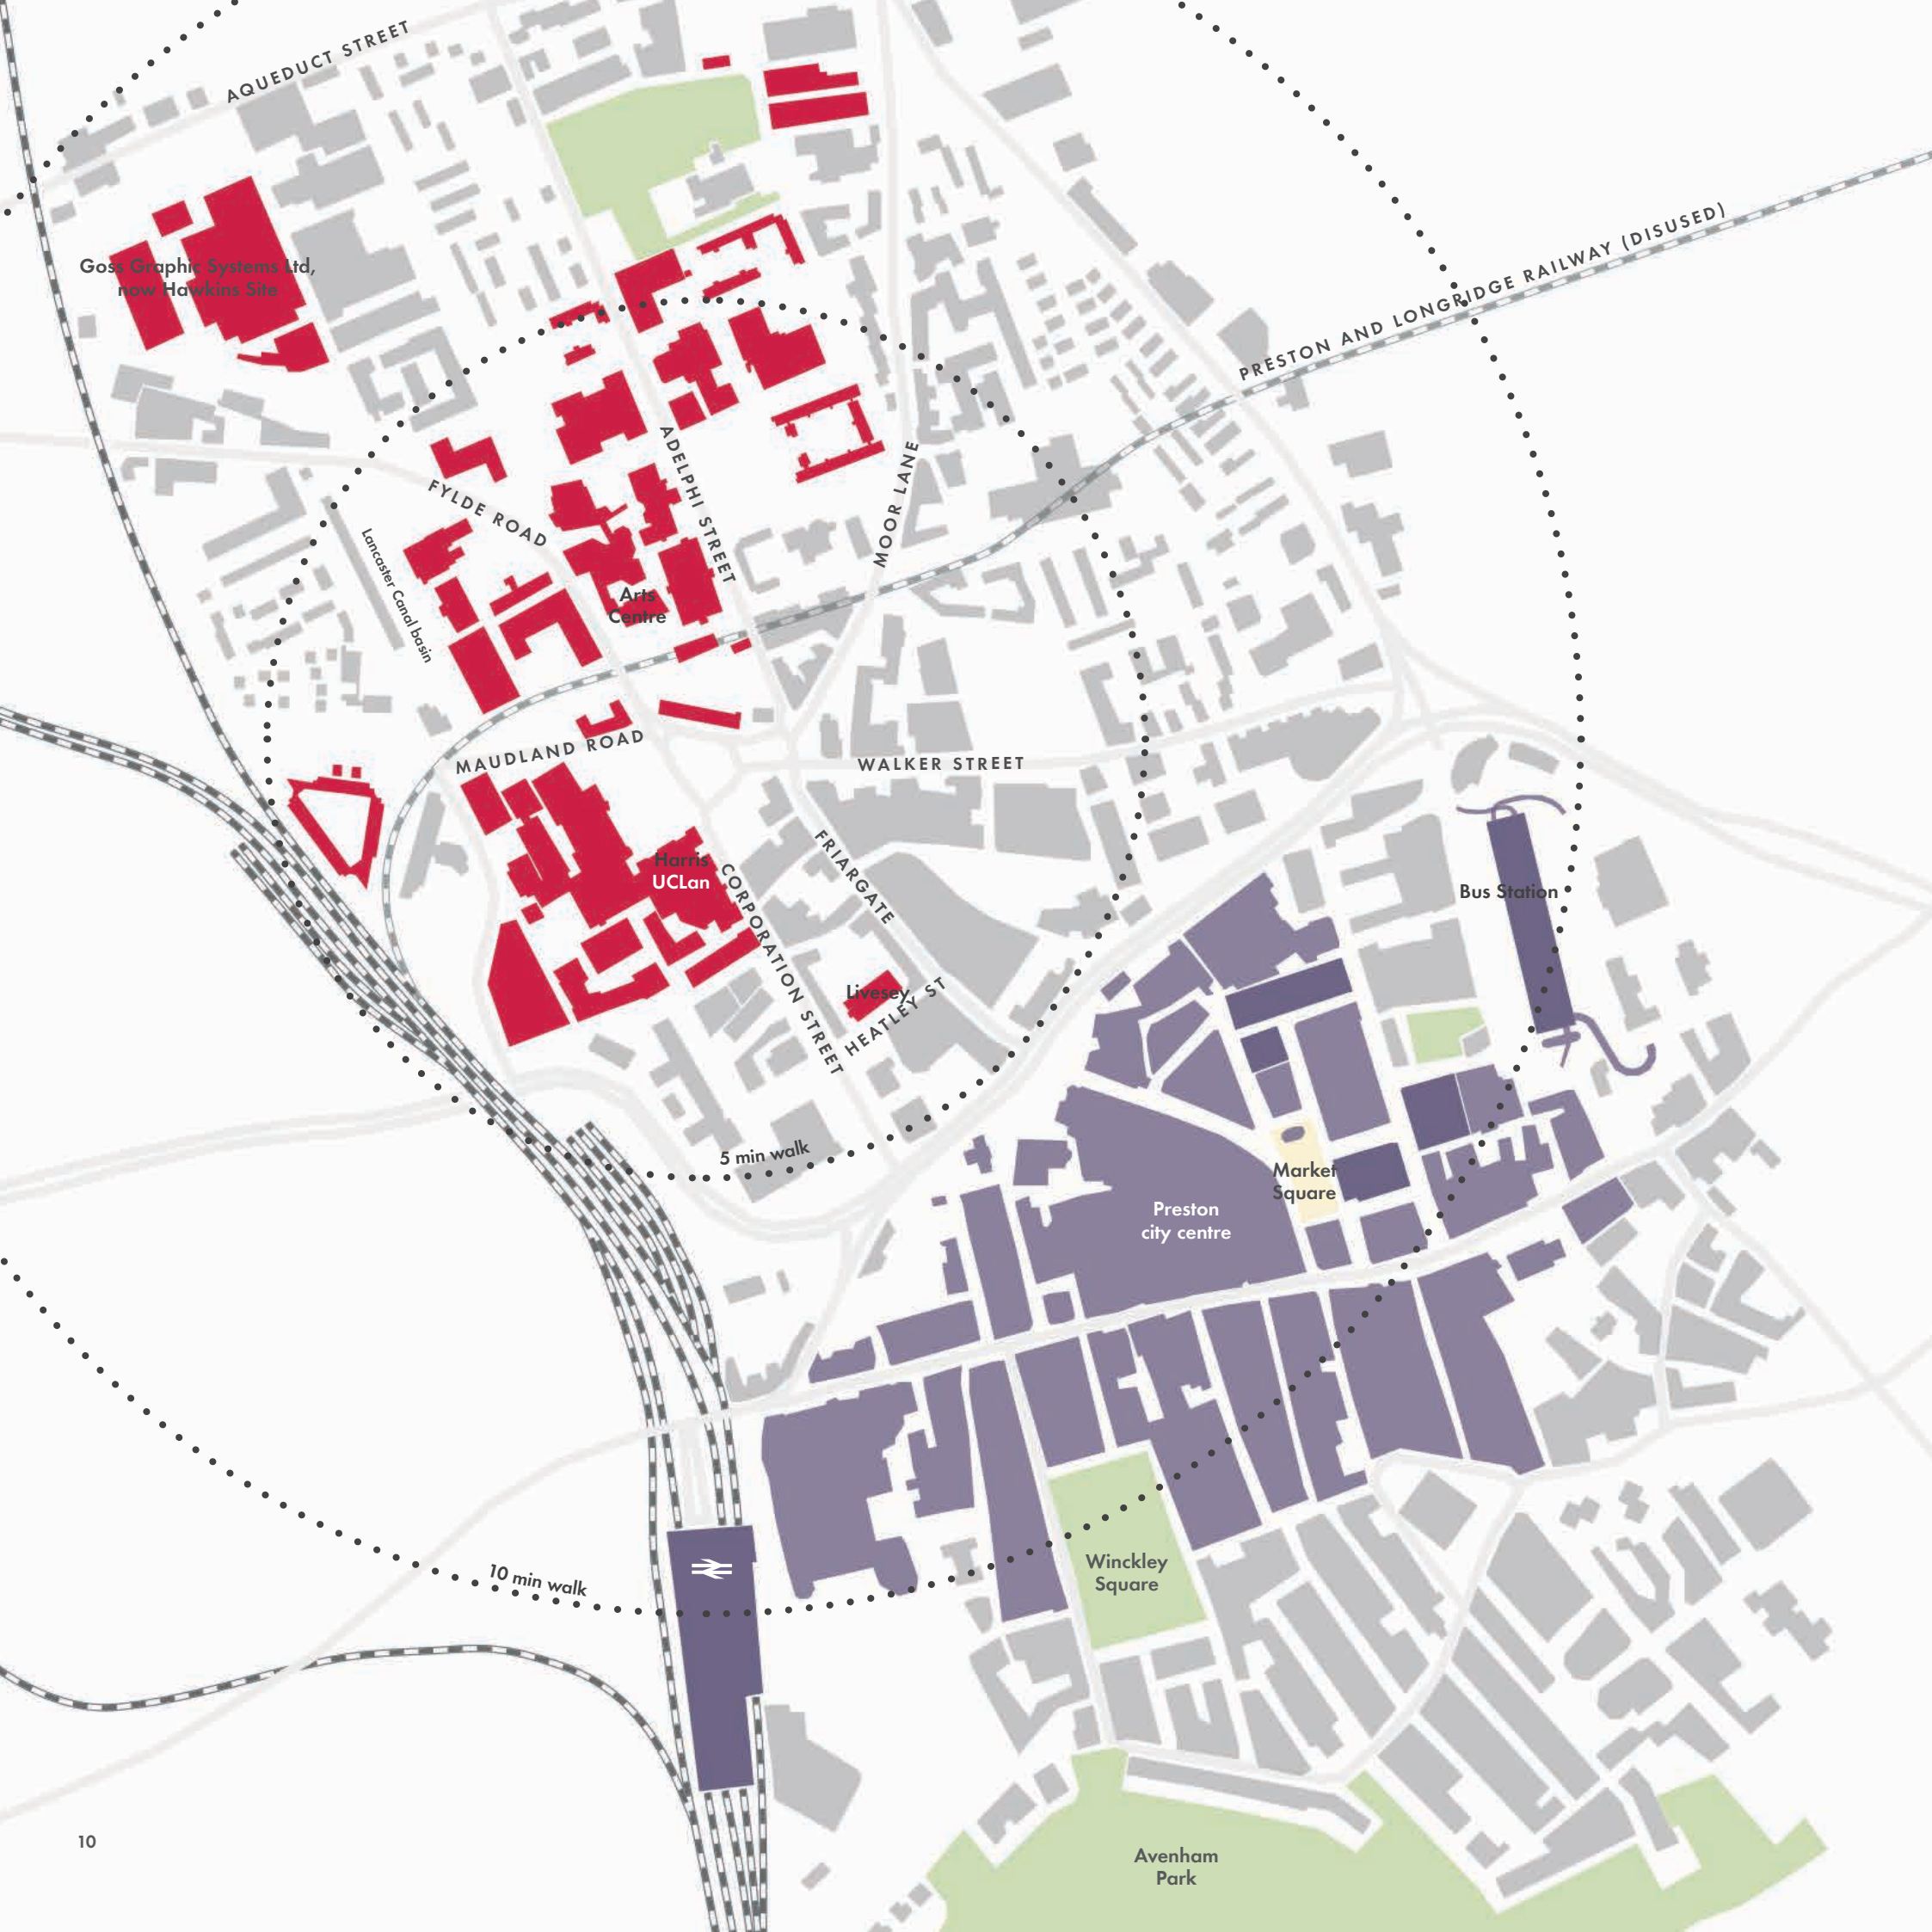 AQUEDUCT STREET
PRESTON AND LONGRIDGE RAILWAY (DISUSED)
Goss Graphic Systems Ltd,
now Hawkins Site
ADELPHI STREET
MOOR LANE
FYLDE ROAD
Lancaster Canal basin
Arts
Centre
MAUDLAND ROAD
WALKER STREET
Harris
UCLan
FRIARGATE
CORPORATION STREET
Bus Station
Livesey
HEATLEY ST
5 min walk
Market
Square
Preston
city centre
10 min walk
Winckley
Square
10
Avenham
Park